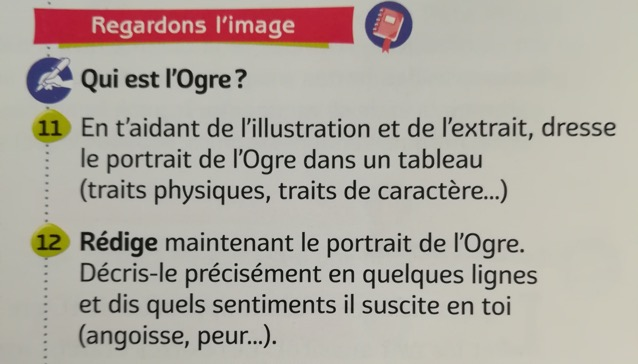 Regardons l'image
Qui est l'Ogre ?
11 En t'aidant de l'illustration et de l'extrait, dresse
le portrait de l'Ogre dans un tableau
(traits physiques, traits de caractère...)
12 Rédige maintenant le portrait de l'Ogre.
Décris-le précisément en quelques lignes
et dis quels sentiments il suscite en toi
(angoisse, peur...).